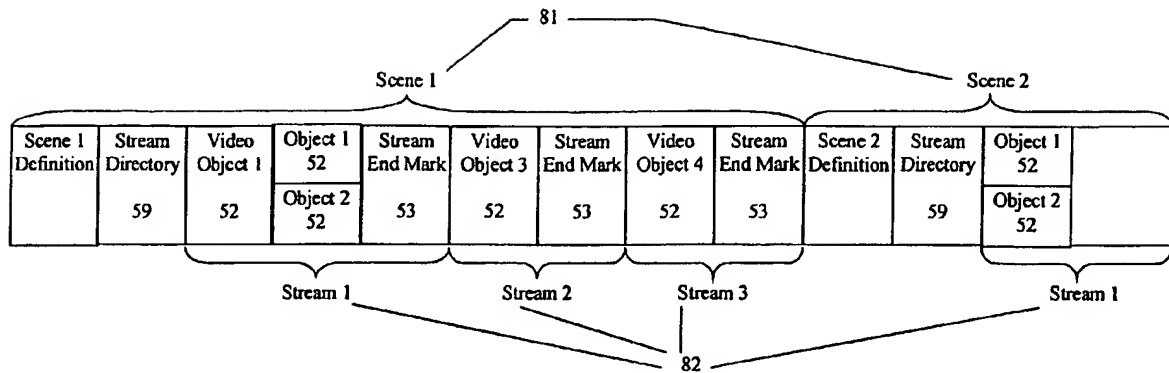 81
Scene 1
Scene 2
Scene 1
Definition
Stream
Directory
59
Video
Object 1
52
Object 1
52
Object 2
52
Stream
End Mark
53
Video
Object 3
52
Stream
End Mark
53
Video
Object 4
52
Stream
End Mark
53
Scene 2
Definition
Stream
Directory
59
Object 1
52
Object 2
52
Stream 1
Stream 2
Stream 3
Stream 1
82